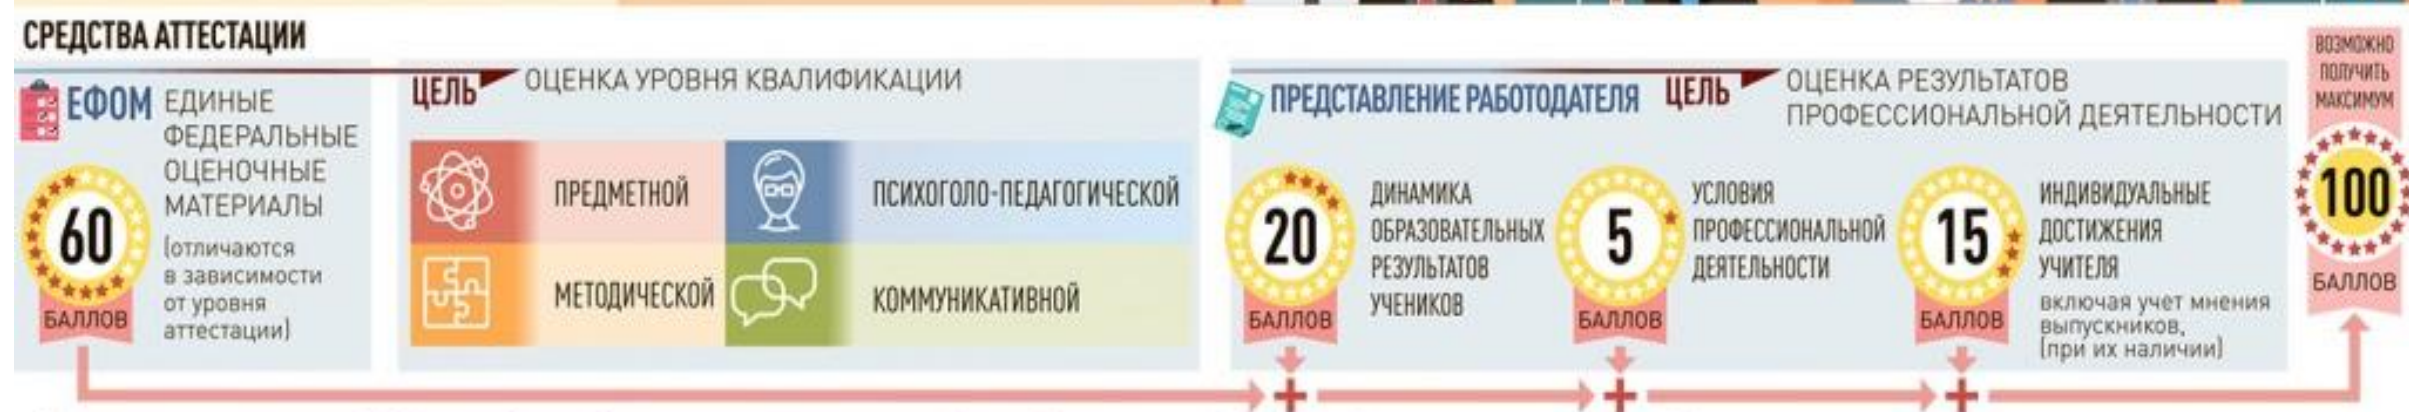 СРЕДСТВА АТТЕСТАЦИИ
ЕФОМ
ЕДИНЫЕ
ФЕДЕРАЛЬНЫЕ
ОЦЕНОЧНЫЕ
МАТЕРИАЛЫ
(отличаются
в зависимости
от уровня
аттестации)
60
БАЛЛОВ
ЦЕЛЬ
ОЦЕНКА УРОВНЯ КВАЛИФИКАЦИИ
ПРЕДМЕТНОЙ
ПСИХОГОЛО-ПЕДАГОГИЧЕСКОЙ
МЕТОДИЧЕСКОЙ
КОММУНИКАТИВНОЙ
ПРЕДСТАВЛЕНИЕ РАБОТОДАТЕЛЯ
ЦЕЛЬ
ОЦЕНКА РЕЗУЛЬТАТОВ
ПРОФЕССИОНАЛЬНОЙ ДЕЯТЕЛЬНОСТИ
20
БАЛЛОВ
ДИНАМИКА
ОБРАЗОВАТЕЛЬНЫХ
РЕЗУЛЬТАТОВ
УЧЕНИКОВ
5
БАЛЛОВ
УСЛОВИЯ
ПРОФЕССИОНАЛЬНОЙ
ДЕЯТЕЛЬНОСТИ
15
БАЛЛОВ
ИНДИВИДУАЛЬНЫЕ
ДОСТИЖЕНИЯ
УЧИТЕЛЯ
включая учет мнения
выпускников,
(при их наличии)
ВОЗМОЖНО
ПОЛУЧИТЬ
МАКСИМУМ
100
БАЛЛОВ